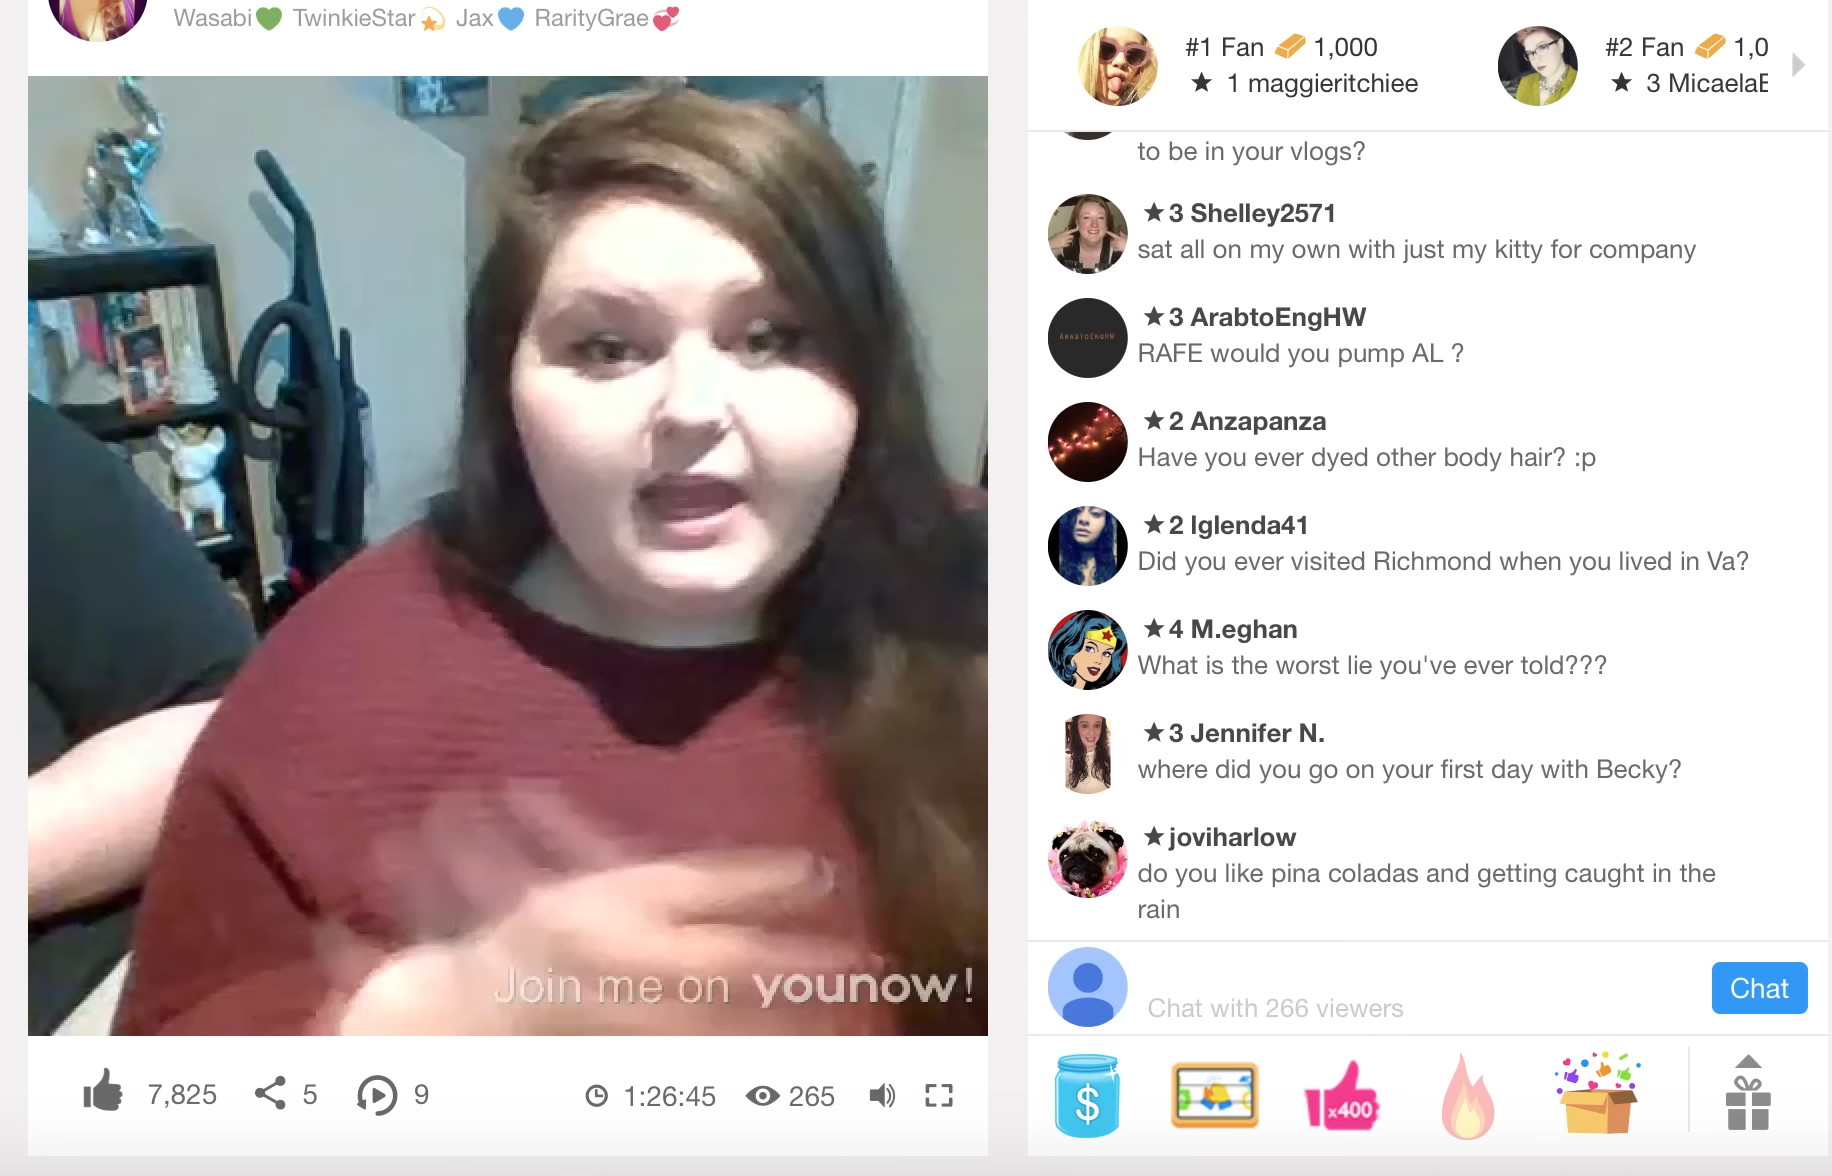 Wasabi💚 TwinkieStar💫 Jax💙 RarityGrae💞
#1 Fan 1,000
★ 1 maggieritchiee
#2 Fan 1,0
★ 3 MicaelaE
to be in your vlogs?
★3 Shelley2571
sat all on my own with just my kitty for company
★3 ArabtoEngHW
ARABTOENGHW
RAFE would you pump AL ?
★2 Anzapanza
Have you ever dyed other body hair? :p
★2 lglenda41
Did you ever visited Richmond when you lived in Va?
★4 M.eghan
What is the worst lie you've ever told???
★3 Jennifer N.
where did you go on your first day with Becky?
★joviharlow
do you like pina coladas and getting caught in the
rain
Join me on younow!
Chat with 266 viewers
Chat
7,825 5 9 1:26:45 265
$
x400